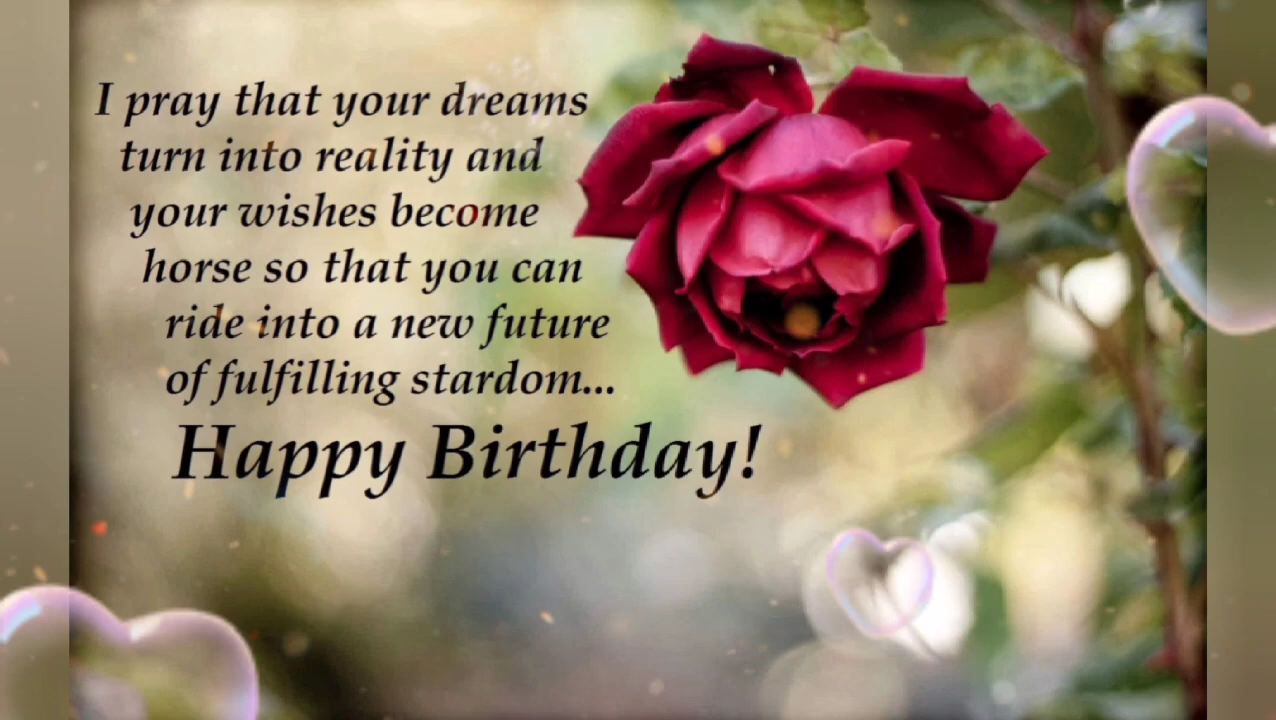 I pray that your dreams
turn into reality and
your wishes become
horse so that you can
ride into a new future
of fulfilling stardom...
Happy Birthday!